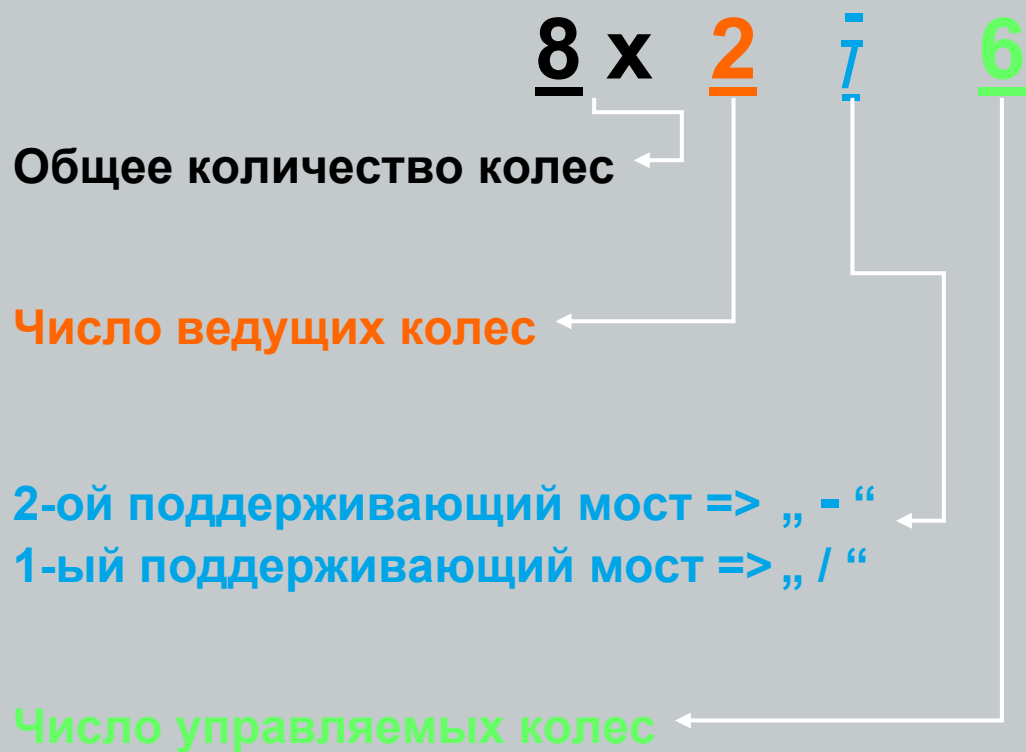 8 x 2 - / 6
Общее количество колес
Число ведущих колес
2-ой поддерживающий мост => „ - “
1-ый поддерживающий мост => „ / “
Число управляемых колес